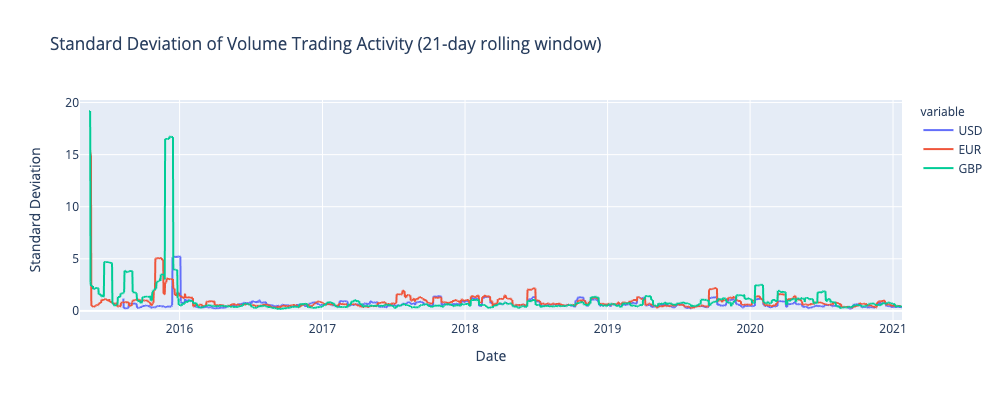 Standard Deviation of Volume Trading Activity (21-day rolling window)
variable
USD
EUR
GBP
Standard Deviation
20
15
10
5
0
2016
2017
2018
2019
2020
2021
Date